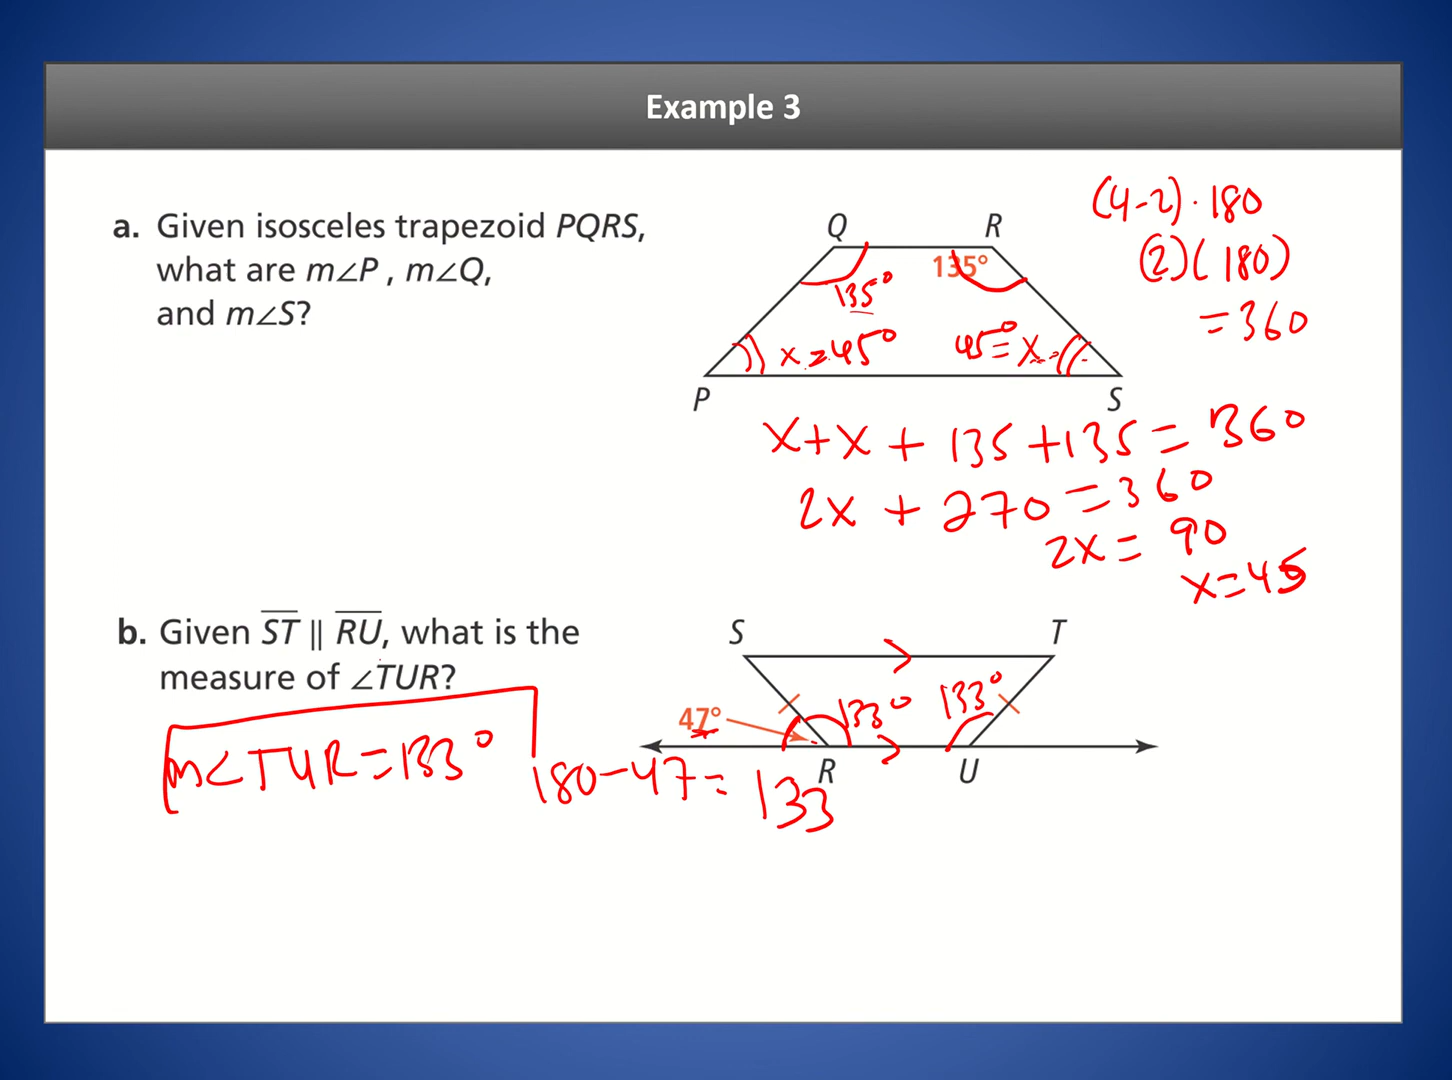 Example 3
a. Given isosceles trapezoid PQRS,
what are m∠P , m∠Q,
and m∠S?
Q R
135°
135°
x = 45° 45° = x
P S
(4-2) · 180
(2)(180)
= 360
x + x + 135 + 135 = 360
2x + 270 = 360
2x = 90
x = 45
b. Given S̅T̅ ∥ R̅U̅, what is the
measure of ∠TUR?
m∠TUR = 133°
180 - 47 = 133
S T
47° 133° 133°
R U